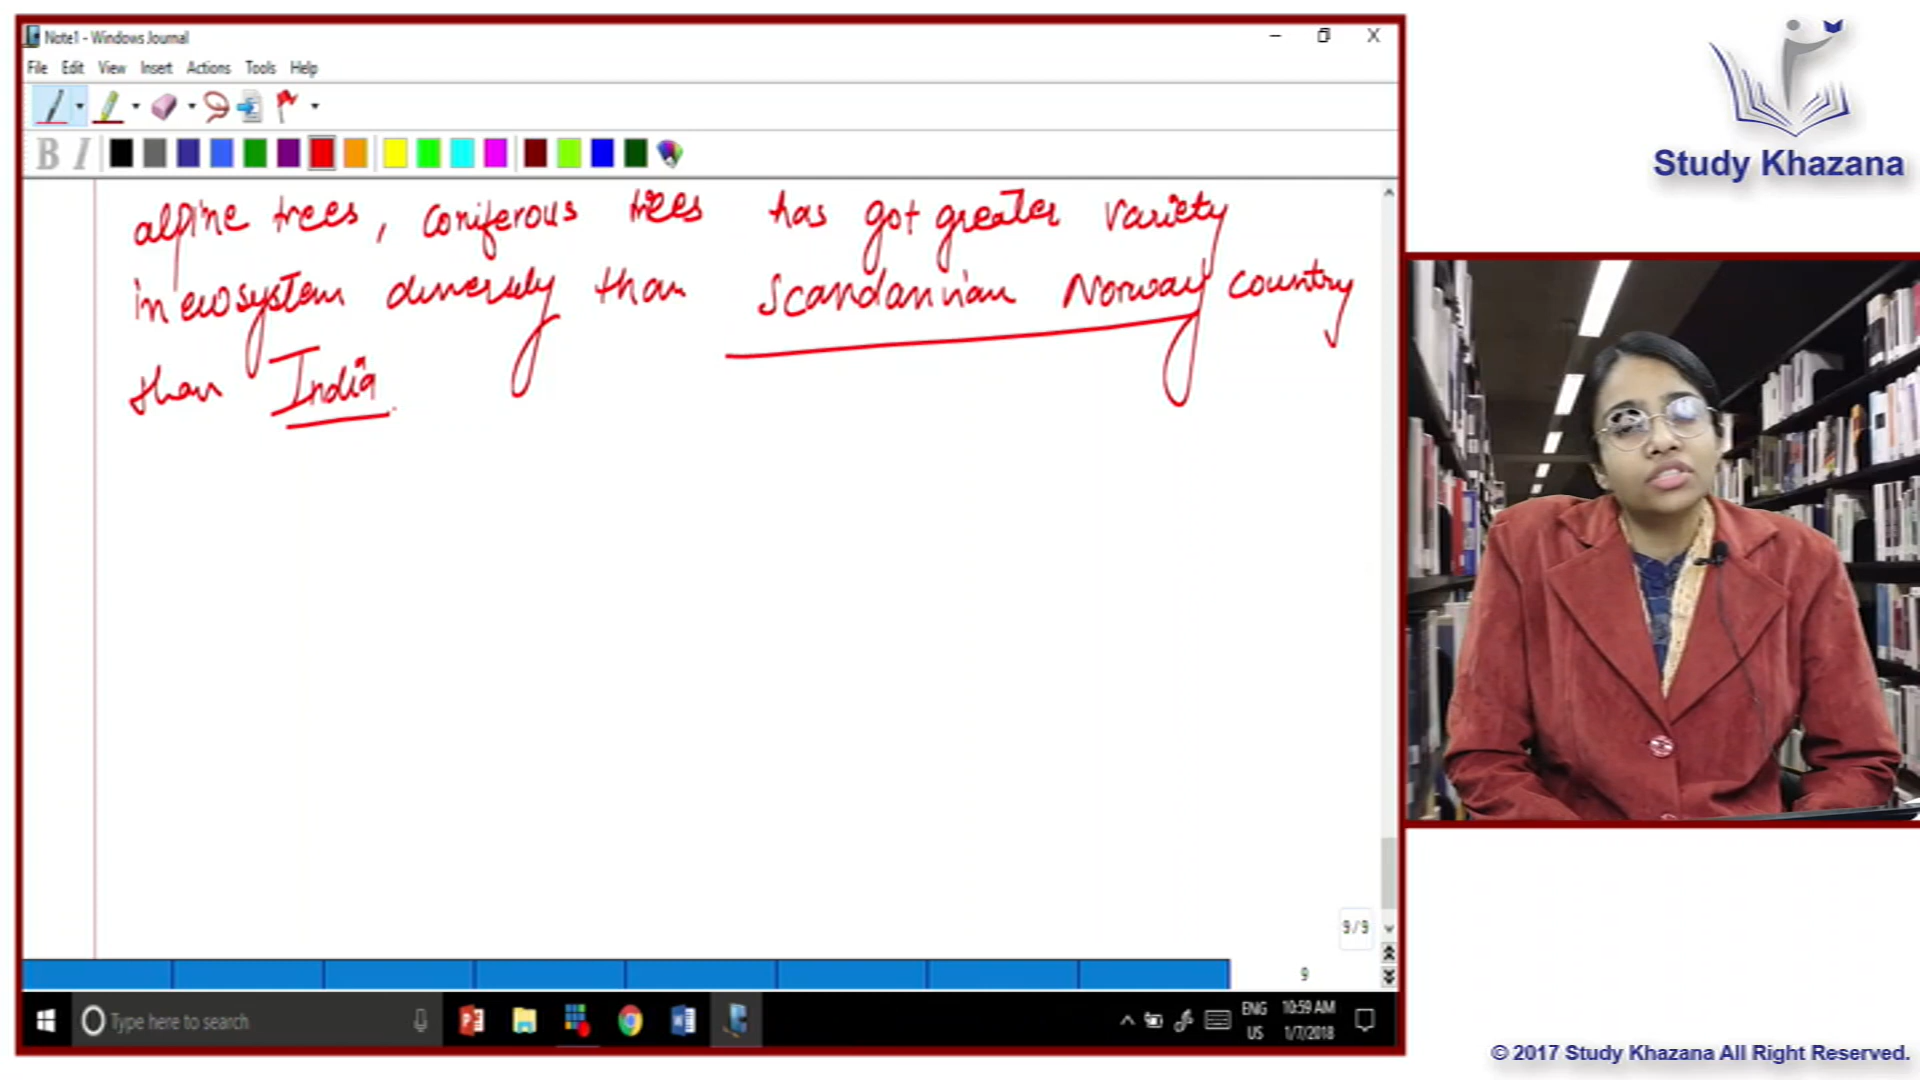 Note1 - Windows Journal
File Edit View Insert Actions Tools Help
B I
Study Khazana
alpine trees, coniferous trees has got greater variety
in ecosystem diversity than Scandannian Norway country
than India.
9/9
9
Type here to search
ENG
US
10:59 AM
1/7/2018
© 2017 Study Khazana All Right Reserved.